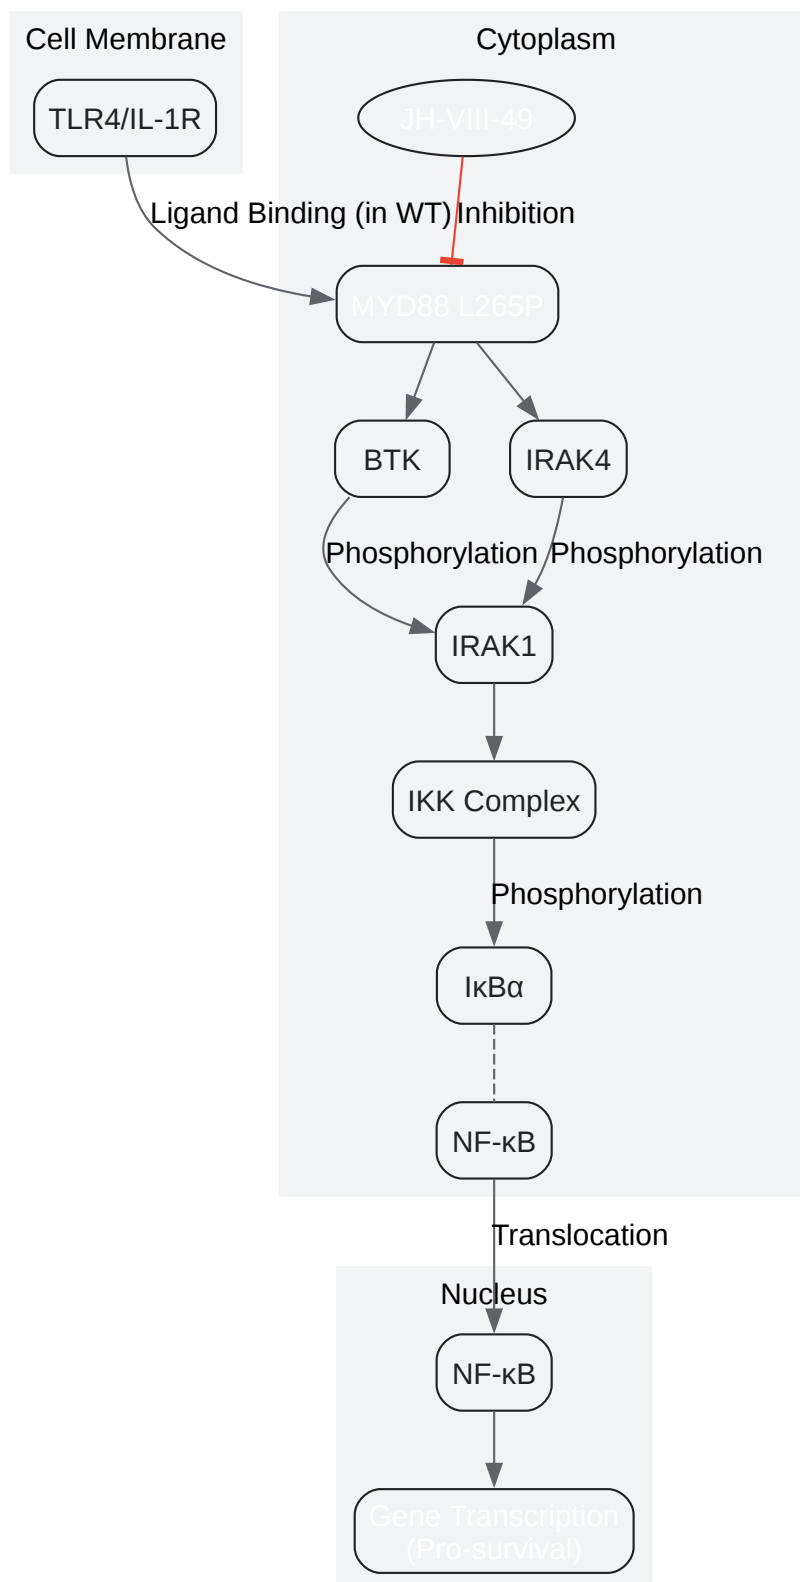 Cell Membrane
Cytoplasm
TLR4/IL-1R
JH-VIII-49
Ligand Binding (in WT)
Inhibition
MYD88 L265P
BTK
IRAK4
Phosphorylation
Phosphorylation
IRAK1
IKK Complex
Phosphorylation
IκBα
NF-κB
Translocation
Nucleus
NF-κB
Gene Transcription
(Pro-survival)